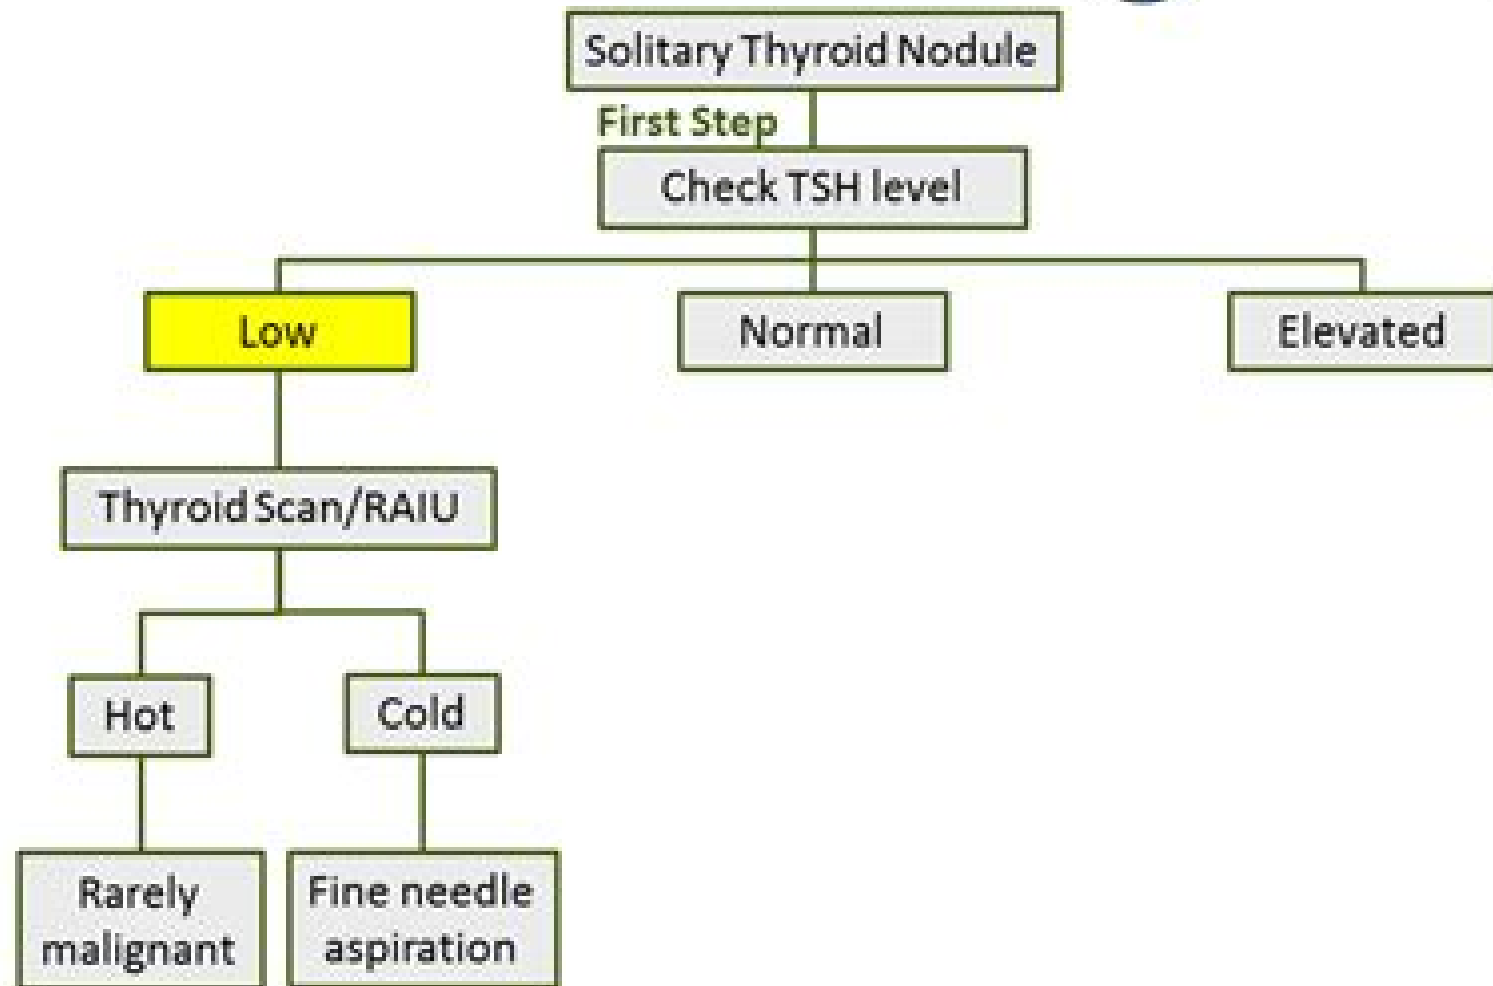 Solitary Thyroid Nodule
First Step
Check TSH level
Low
Normal
Elevated
Thyroid Scan/RAIU
Hot
Cold
Rarely
malignant
Fine needle
aspiration